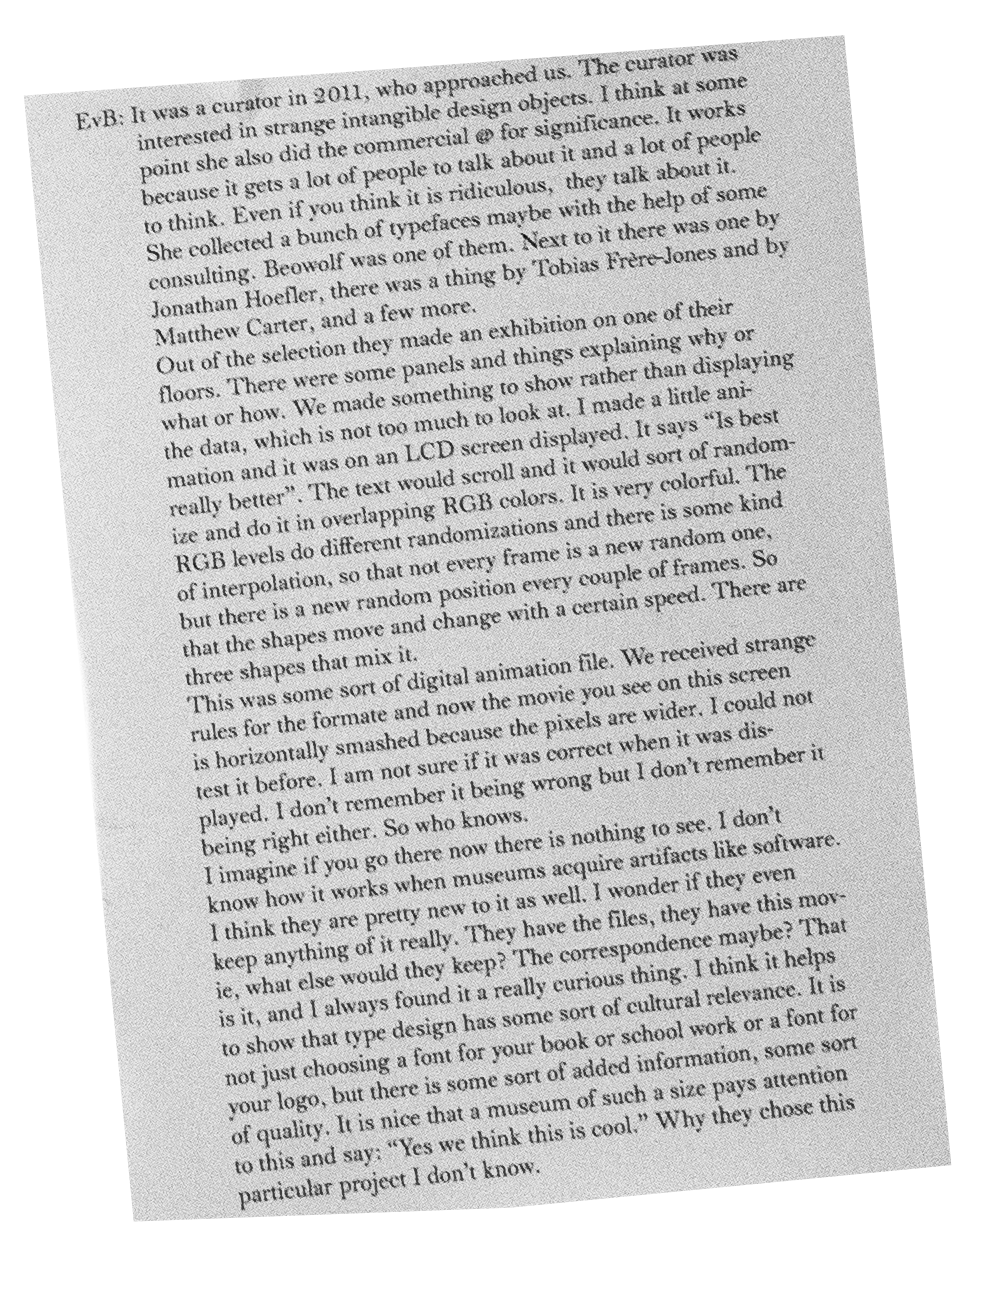 EvB: It was a curator in 2011, who approached us. The curator was
interested in strange intangible design objects. I think at some
point she also did the commercial @ for significance. It works
because it gets a lot of people to talk about it and a lot of people
to think. Even if you think it is ridiculous, they talk about it.
She collected a bunch of typefaces maybe with the help of some
consulting. Beowolf was one of them. Next to it there was one by
Jonathan Hoefler, there was a thing by Tobias Frère-Jones and by
Matthew Carter, and a few more.
Out of the selection they made an exhibition on one of their
floors. There were some panels and things explaining why or
what or how. We made something to show rather than displaying
the data, which is not too much to look at. I made a little ani-
mation and it was on an LCD screen displayed. It says “Is best
really better”. The text would scroll and it would sort of random-
ize and do it in overlapping RGB colors. It is very colorful. The
RGB levels do different randomizations and there is some kind
of interpolation, so that not every frame is a new random one,
but there is a new random position every couple of frames. So
that the shapes move and change with a certain speed. There are
three shapes that mix it.
This was some sort of digital animation file. We received strange
rules for the formate and now the movie you see on this screen
is horizontally smashed because the pixels are wider. I could not
test it before. I am not sure if it was correct when it was dis-
played. I don’t remember it being wrong but I don’t remember it
being right either. So who knows.
I imagine if you go there now there is nothing to see. I don’t
know how it works when museums acquire artifacts like software.
I think they are pretty new to it as well. I wonder if they even
keep anything of it really. They have the files, they have this mov-
ie, what else would they keep? The correspondence maybe? That
is it, and I always found it a really curious thing. I think it helps
to show that type design has some sort of cultural relevance. It is
not just choosing a font for your book or school work or a font for
your logo, but there is some sort of added information, some sort
of quality. It is nice that a museum of such a size pays attention
to this and say: “Yes we think this is cool.” Why they chose this
particular project I don’t know.